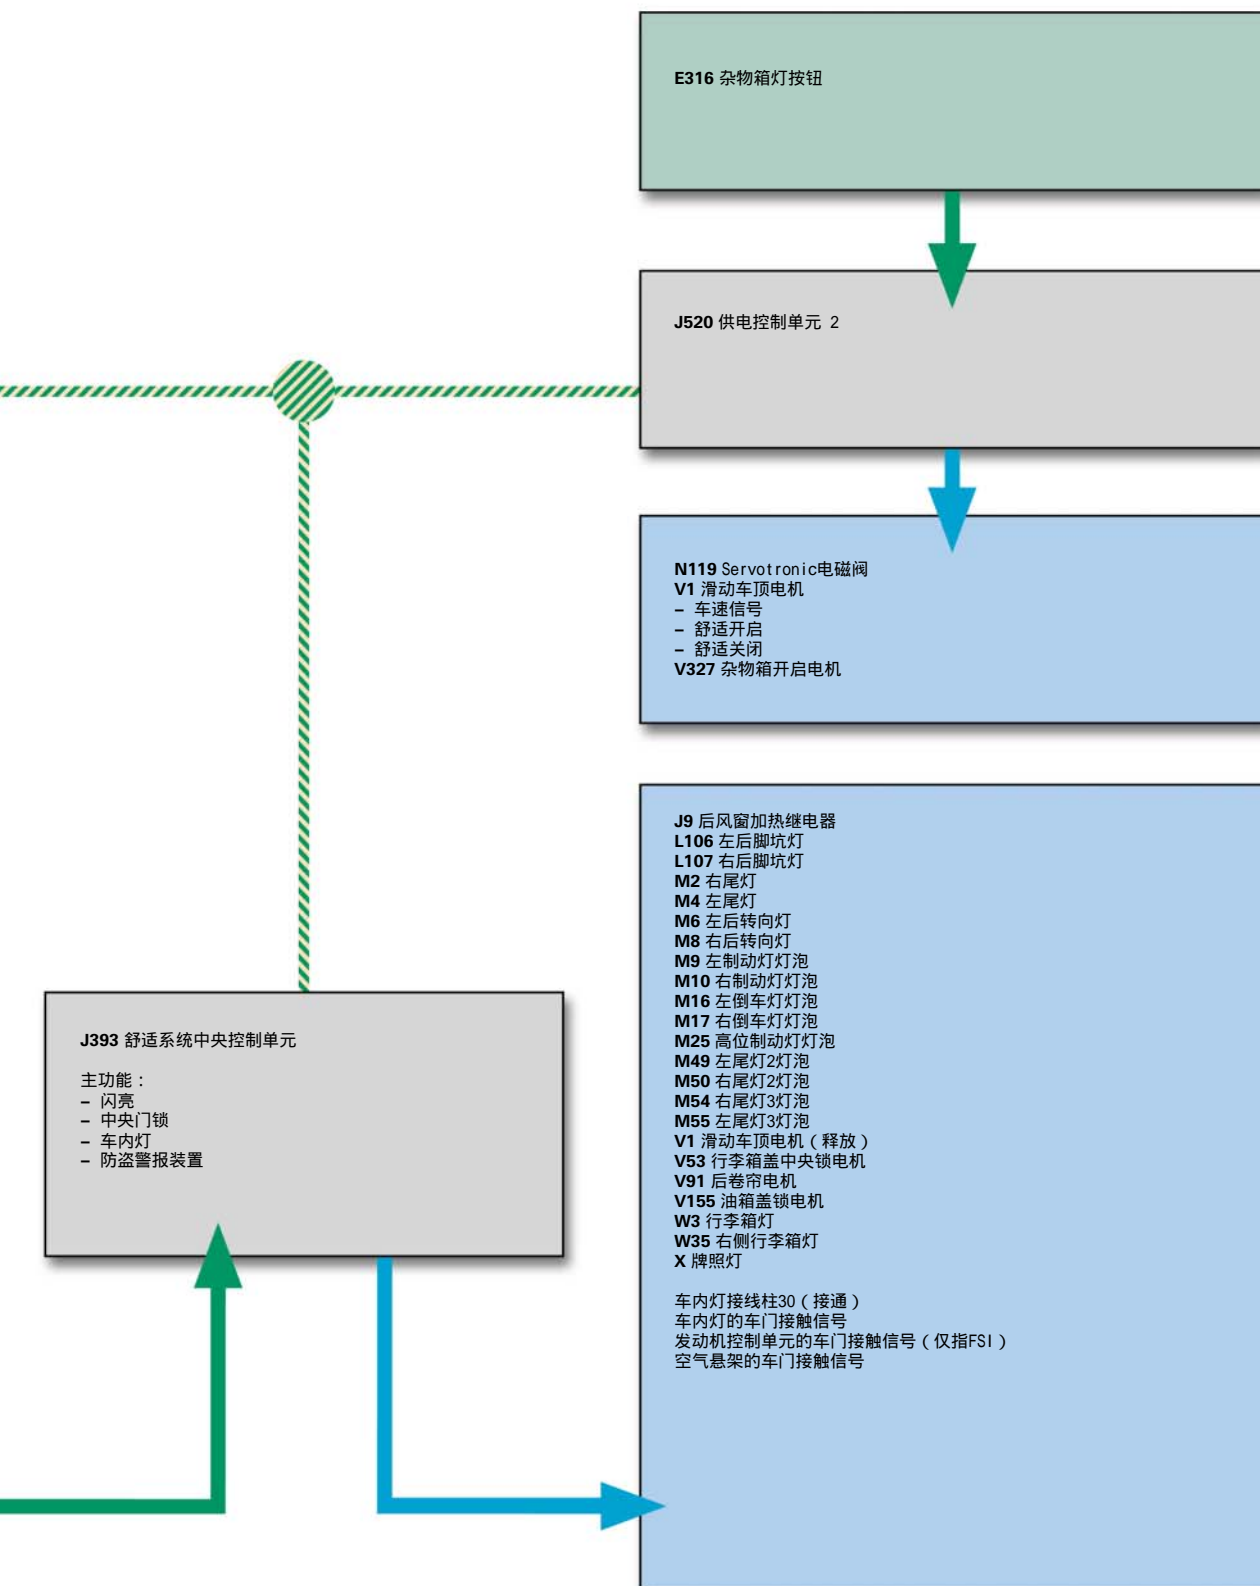 E316 杂物箱灯按钮
J520 供电控制单元 2
N119 Servotronic电磁阀
V1 滑动车顶电机
– 车速信号
– 舒适开启
– 舒适关闭
V327 杂物箱开启电机
J9 后风窗加热继电器
L106 左后脚坑灯
L107 右后脚坑灯
M2 右尾灯
M4 左尾灯
M6 左后转向灯
M8 右后转向灯
M9 左制动灯灯泡
M10 右制动灯灯泡
M16 左倒车灯灯泡
M17 右倒车灯灯泡
M25 高位制动灯灯泡
M49 左尾灯2灯泡
M50 右尾灯2灯泡
M54 右尾灯3灯泡
M55 左尾灯3灯泡
V1 滑动车顶电机（释放）
V53 行李箱盖中央锁电机
V91 后卷帘电机
V155 油箱盖锁电机
W3 行李箱灯
W35 右侧行李箱灯
X 牌照灯
车内灯接线柱30（接通）
车内灯的车门接触信号
发动机控制单元的车门接触信号（仅指FSI）
空气悬架的车门接触信号
J393 舒适系统中央控制单元
主功能：
– 闪亮
– 中央门锁
– 车内灯
– 防盗警报装置